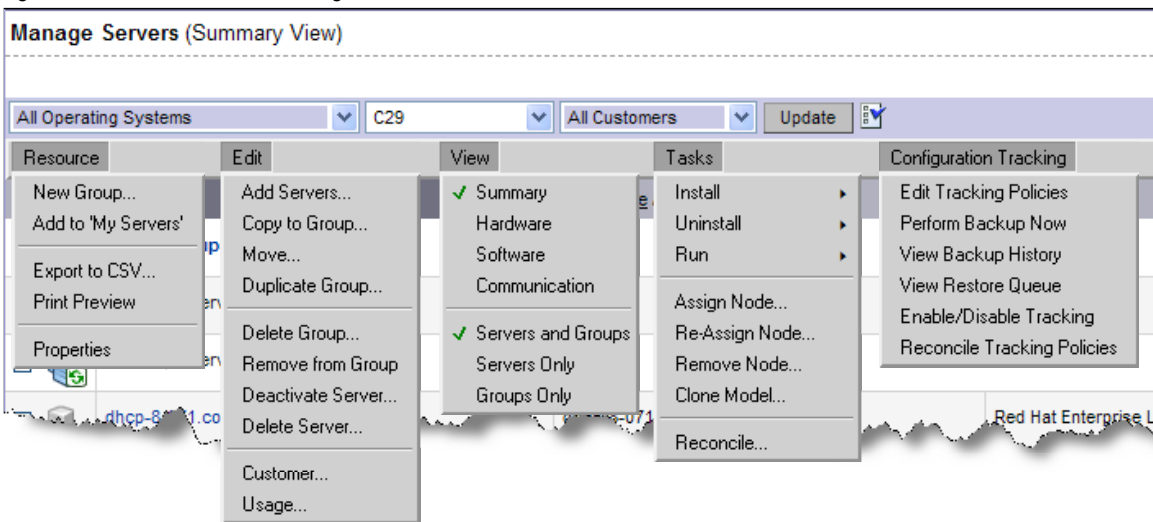 Manage Servers (Summary View)
All Operating Systems C29 All Customers Update
Resource Edit View Tasks Configuration Tracking
New Group...
Add to 'My Servers'
Export to CSV...
Print Preview
Properties
Add Servers...
Copy to Group...
Move...
Duplicate Group...
Delete Group...
Remove from Group
Deactivate Server...
Delete Server...
Customer...
Usage...
Summary
Hardware
Software
Communication
Servers and Groups
Servers Only
Groups Only
Install
Uninstall
Run
Assign Node...
Re-Assign Node...
Remove Node...
Clone Model...
Reconcile...
Edit Tracking Policies
Perform Backup Now
View Backup History
View Restore Queue
Enable/Disable Tracking
Reconcile Tracking Policies
Red Hat Enterprise L